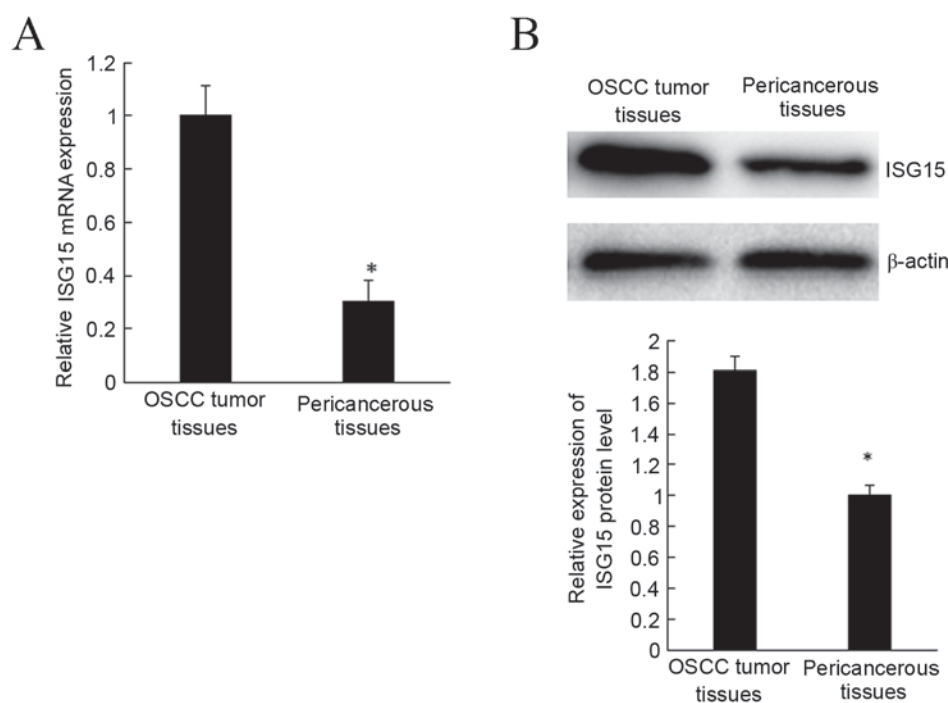 A
Relative ISG15 mRNA expression
1.2
1
0.8
0.6
0.4
0.2
0
*
OSCC tumor
tissues
Pericancerous
tissues
B
OSCC tumor
tissues
Pericancerous
tissues
ISG15
β-actin
Relative expression of
ISG15 protein level
2
1.8
1.6
1.4
1.2
1
0.8
0.6
0.4
0.2
0
*
OSCC tumor
tissues
Pericancerous
tissues